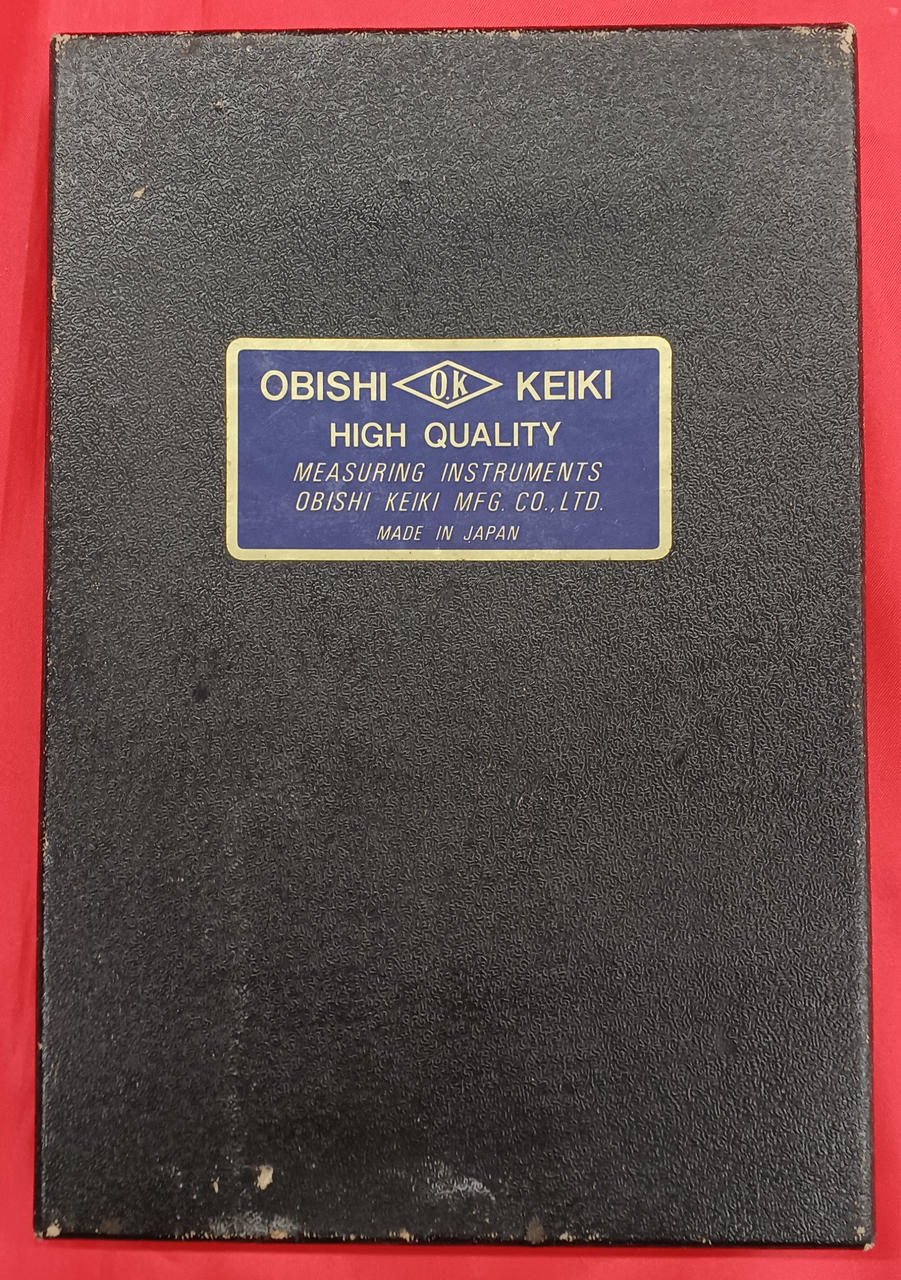 OBISHI O.K KEIKI
HIGH QUALITY
MEASURING INSTRUMENTS
OBISHI KEIKI MFG. CO.,LTD.
MADE IN JAPAN